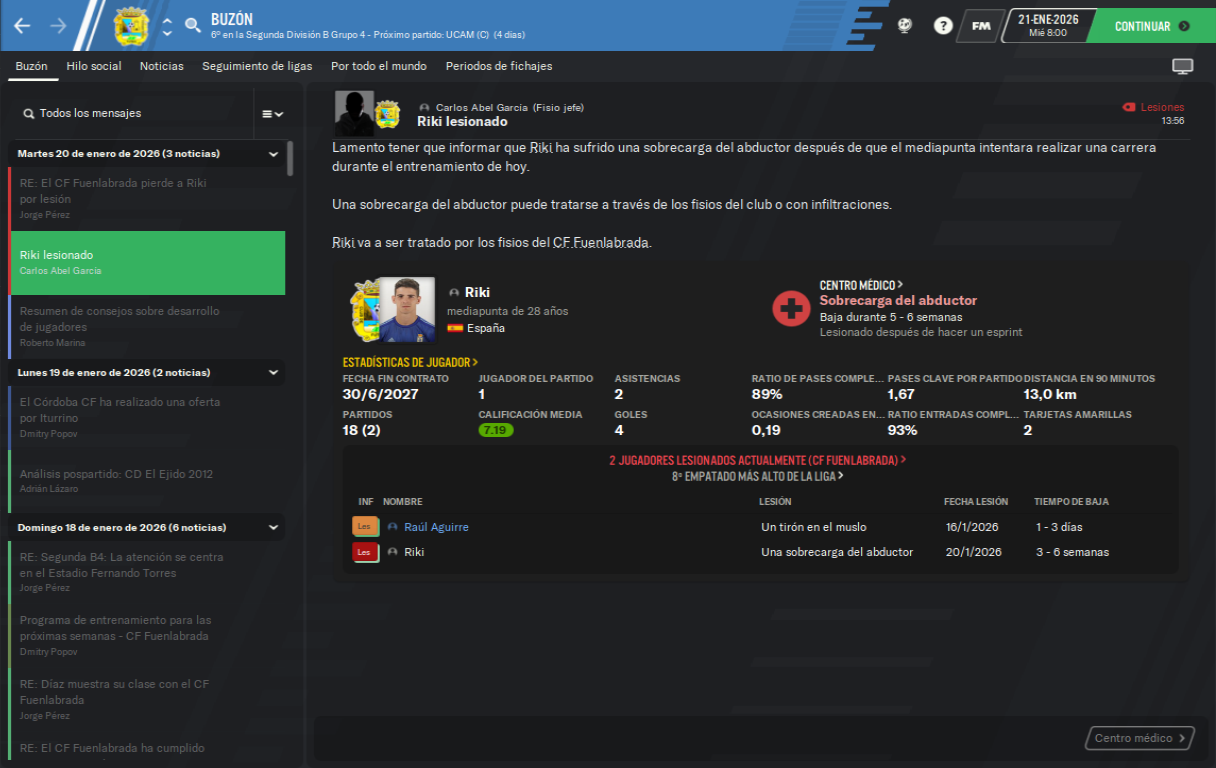 BUZÓN
6º en la Segunda División B Grupo 4 - Próximo partido: UCAM (C) (4 días)
?
FM
21-ENE-2026
Mié 8:00
CONTINUAR
Buzón
Hilo social
Noticias
Seguimiento de ligas
Por todo el mundo
Periodos de fichajes
Todos los mensajes
Martes 20 de enero de 2026 (3 noticias)
RE: El CF Fuenlabrada pierde a Riki
por lesión
Jorge Pérez
Riki lesionado
Carlos Abel García
Resumen de consejos sobre desarrollo
de jugadores
Roberto Marina
Lunes 19 de enero de 2026 (2 noticias)
El Córdoba CF ha realizado una oferta
por Iturrino
Dmitry Popov
Análisis pospartido: CD El Ejido 2012
Adrián Lázaro
Domingo 18 de enero de 2026 (6 noticias)
RE: Segunda B4: La atención se centra
en el Estadio Fernando Torres
Jorge Pérez
Programa de entrenamiento para las
próximas semanas - CF Fuenlabrada
Dmitry Popov
RE: Díaz muestra su clase con el CF
Fuenlabrada
Jorge Pérez
RE: El CF Fuenlabrada ha cumplido
Carlos Abel García (Fisio jefe)
Riki lesionado
Lesiones
13:56
Lamento tener que informar que Riki ha sufrido una sobrecarga del abductor después de que el mediapunta intentara realizar una carrera
durante el entrenamiento de hoy.
Una sobrecarga del abductor puede tratarse a través de los fisios del club o con infiltraciones.
Riki va a ser tratado por los fisios del CF Fuenlabrada.
Riki
mediapunta de 28 años
España
CENTRO MÉDICO >
Sobrecarga del abductor
Baja durante 5 - 6 semanas
Lesionado después de hacer un esprint
ESTADÍSTICAS DE JUGADOR >
FECHA FIN CONTRATO JUGADOR DEL PARTIDO ASISTENCIAS RATIO DE PASES COMPLE... PASES CLAVE POR PARTIDO DISTANCIA EN 90 MINUTOS
30/6/2027 1 2 89% 1,67 13,0 km
PARTIDOS CALIFICACIÓN MEDIA GOLES OCASIONES CREADAS EN... RATIO ENTRADAS COMPL... TARJETAS AMARILLAS
18 (2) 7.19 4 0,19 93% 2
2 JUGADORES LESIONADOS ACTUALMENTE (CF FUENLABRADA) >
8º EMPATADO MÁS ALTO DE LA LIGA >
INF NOMBRE LESIÓN FECHA LESIÓN TIEMPO DE BAJA
Les Raúl Aguirre Un tirón en el muslo 16/1/2026 1 - 3 días
Les Riki Una sobrecarga del abductor 20/1/2026 3 - 6 semanas
Centro médico >